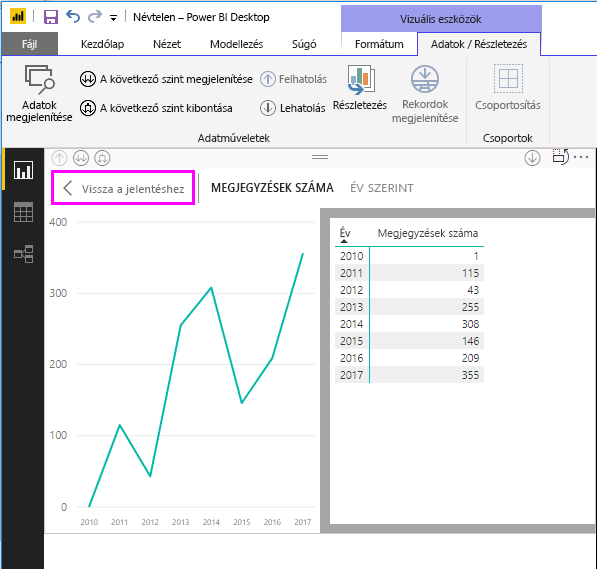 Névtelen – Power BI Desktop
Vizuális eszközök
Fájl Kezdőlap Nézet Modellezés Súgó Formátum Adatok / Részletezés
Adatok megjelenítése
A következő szint megjelenítése
A következő szint kibontása
Felhatolás
Lehatolás
Részletezés
Rekordok megjelenítése
Csoportosítás
Adatműveletek
Csoportok
Vissza a jelentéshez
MEGJEGYZÉSEK SZÁMA ÉV SZERINT
400
300
200
100
0
2010 2011 2012 2013 2014 2015 2016 2017
Év Megjegyzések száma
2010 1
2011 115
2012 43
2013 255
2014 308
2015 146
2016 209
2017 355